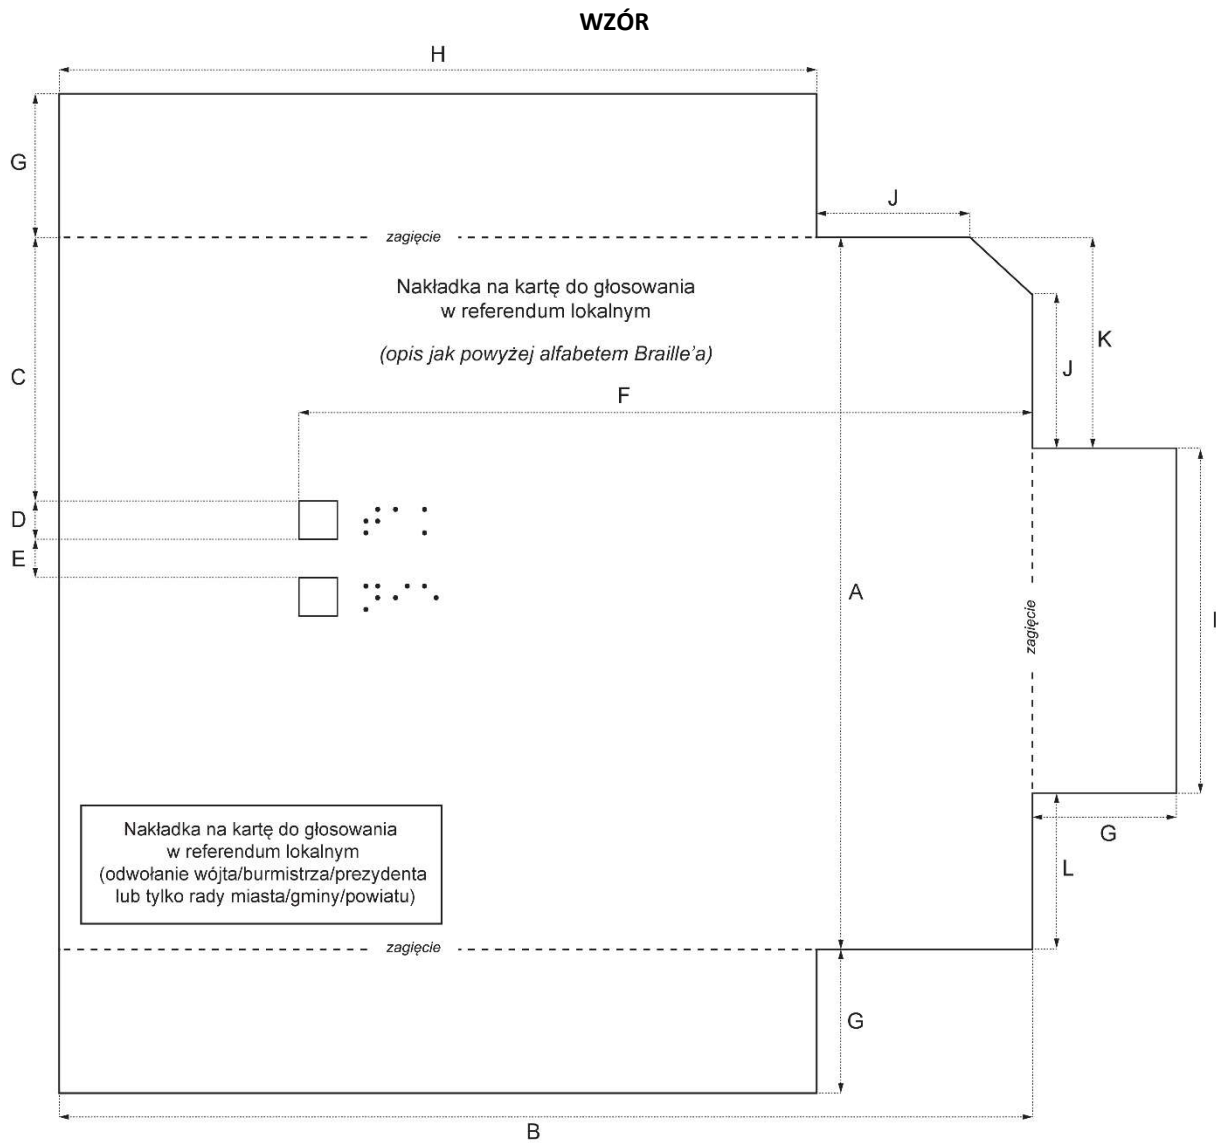 WZÓR
H
G
J
zagięcie
Nakładka na kartę do głosowania
w referendum lokalnym
K
(opis jak powyżej alfabetem Braille’a)
J
C
F
D
E
A
zagięcie
I
Nakładka na kartę do głosowania
w referendum lokalnym
(odwołanie wójta/burmistrza/prezydenta
lub tylko rady miasta/gminy/powiatu)
G
L
zagięcie
G
B